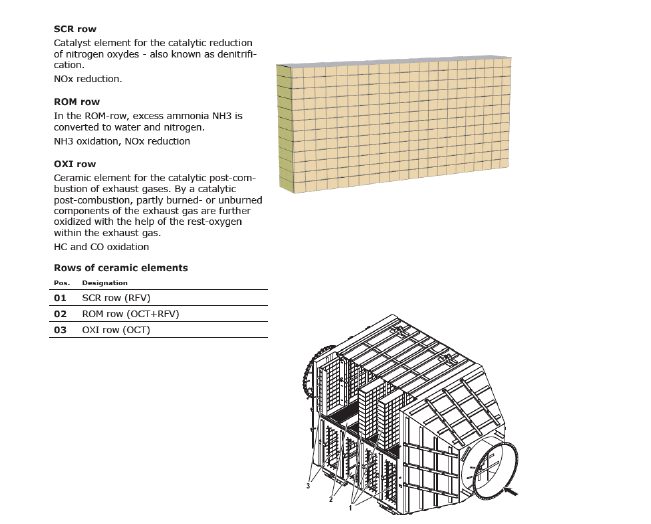 SCR row
Catalyst element for the catalytic reduction
of nitrogen oxydes - also known as denitrifi-
cation.
NOx reduction.
ROM row
In the ROM-row, excess ammonia NH3 is
converted to water and nitrogen.
NH3 oxidation, NOx reduction
OXI row
Ceramic element for the catalytic post-com-
bustion of exhaust gases. By a catalytic
post-combustion, partly burned- or unburned
components of the exhaust gas are further
oxidized with the help of the rest-oxygen
within the exhaust gas.
HC and CO oxidation
Rows of ceramic elements
Pos. Designation
01 SCR row (RFV)
02 ROM row (OCT+RFV)
03 OXI row (OCT)
3
2
1